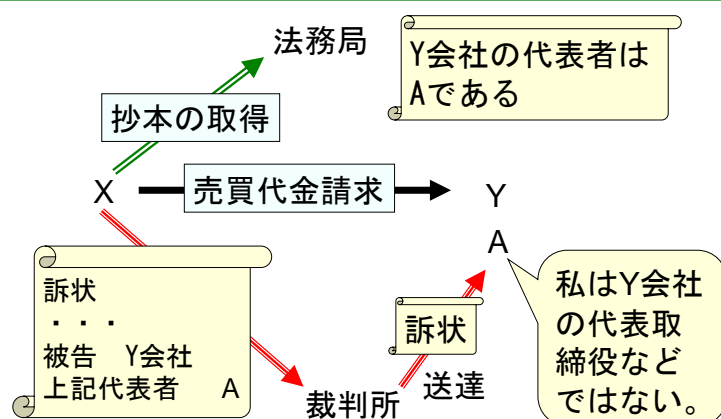 法務局
Y会社の代表者は
Aである
抄本の取得
X
売買代金請求
Y
A
訴状
・・・
被告　Y会社
上記代表者　A
訴状
送達
裁判所
私はY会社
の代表取
締役など
ではない。